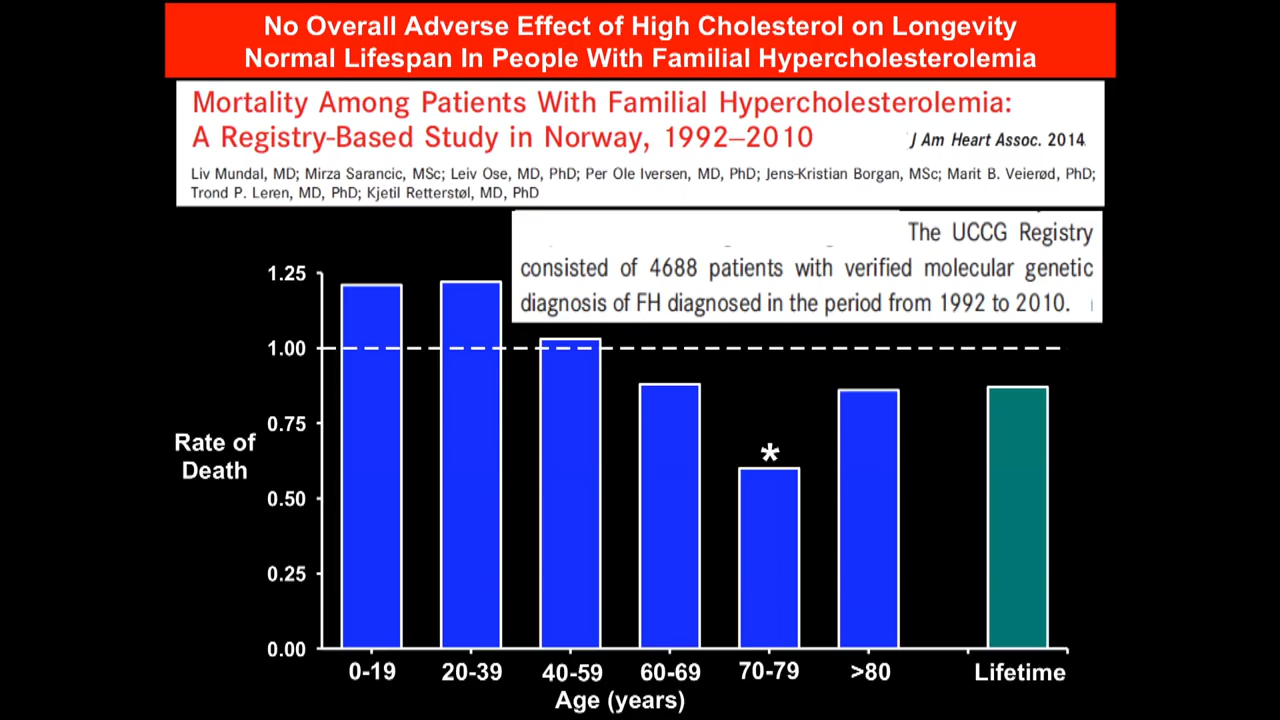 No Overall Adverse Effect of High Cholesterol on Longevity
Normal Lifespan In People With Familial Hypercholesterolemia
Mortality Among Patients With Familial Hypercholesterolemia:
A Registry-Based Study in Norway, 1992–2010
J Am Heart Assoc. 2014
Liv Mundal, MD; Mirza Sarancic, MSc; Leiv Ose, MD, PhD; Per Ole Iversen, MD, PhD; Jens-Kristian Borgan, MSc; Marit B. Veierød, PhD;
Trond P. Leren, MD, PhD; Kjetil Retterstøl, MD, PhD
The UCCG Registry
consisted of 4688 patients with verified molecular genetic
diagnosis of FH diagnosed in the period from 1992 to 2010.
1.25
1.00
0.75
0.50
0.25
0.00
Rate of
Death
*
0-19 20-39 40-59 60-69 70-79 >80 Lifetime
Age (years)